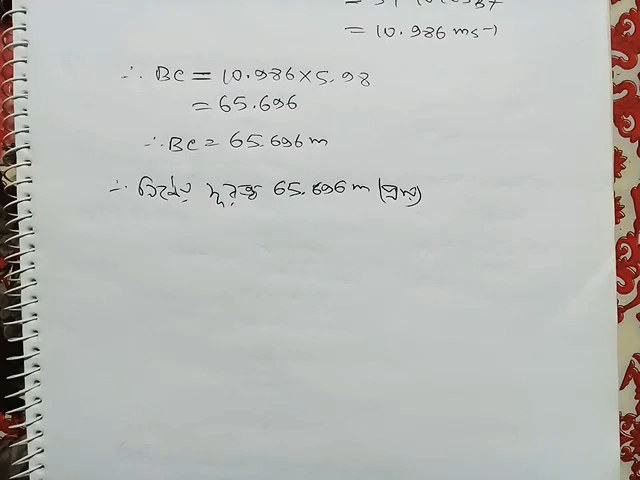 = 10.986 ms⁻¹
∴ BC = 10.986 × 5.98
= 65.696
∴ BC = 65.696 m
∴ নির্ণেয় দূরত্ব 65.696 m (প্রায়)